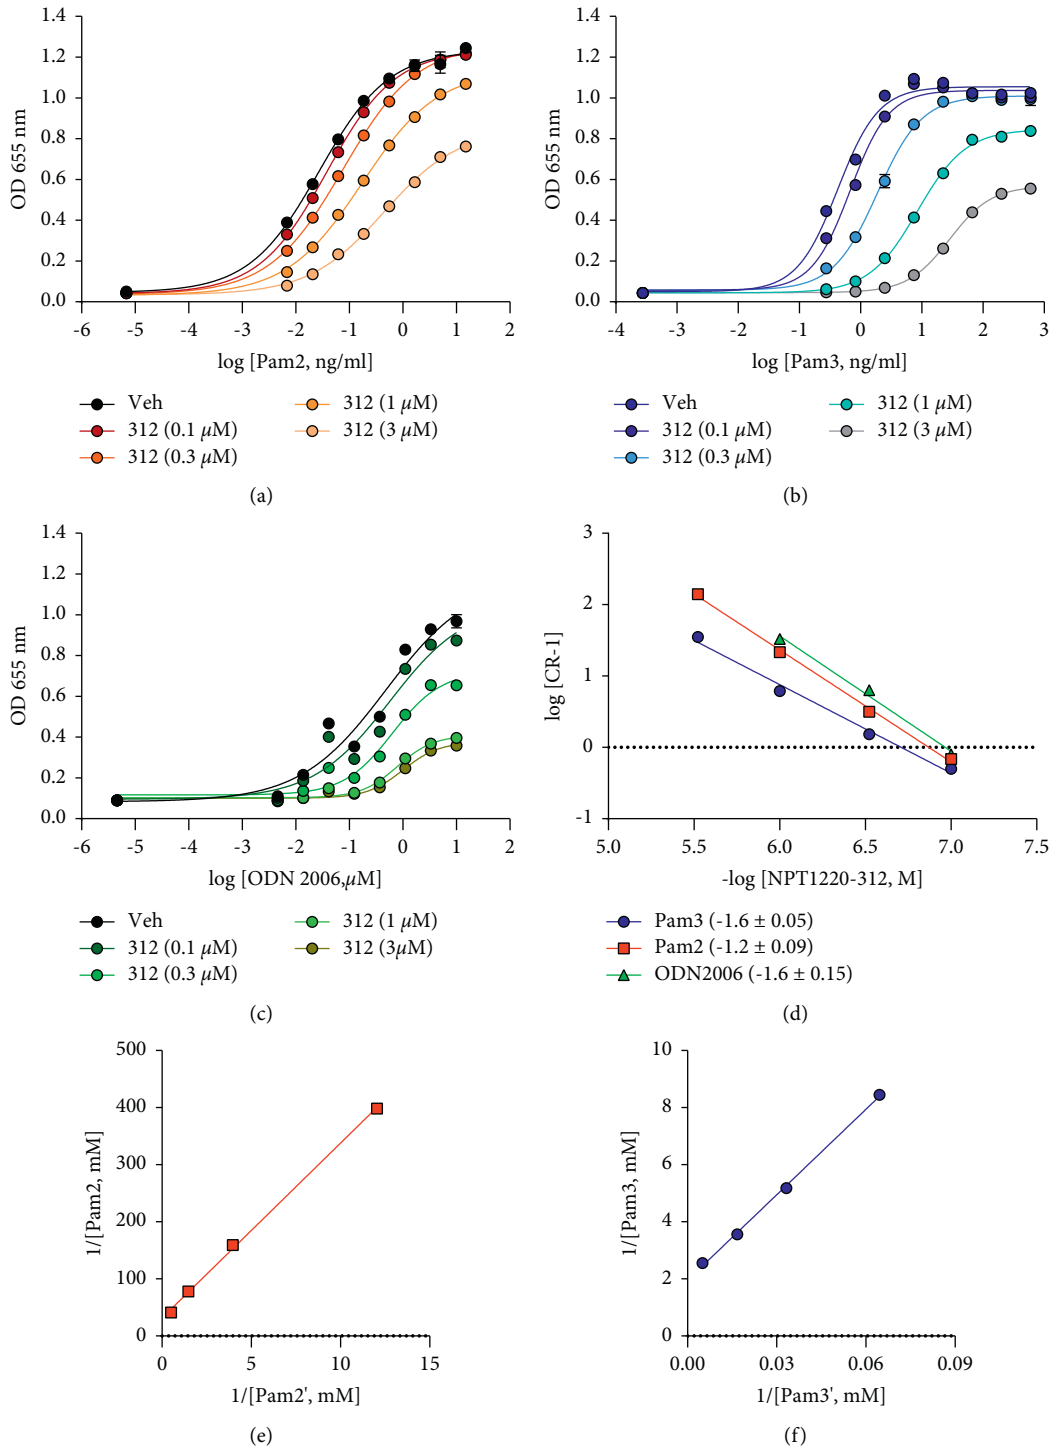 1.4
1.2
1.0
0.8
0.6
0.4
0.2
0.0
OD 655 nm
-6 -5 -4 -3 -2 -1 0 1 2
log [Pam2, ng/ml]
Veh
312 (0.1 μM)
312 (0.3 μM)
312 (1 μM)
312 (3 μM)
(a)
1.4
1.2
1.0
0.8
0.6
0.4
0.2
0.0
OD 655 nm
-4 -3 -2 -1 0 1 2 3
log [Pam3, ng/ml]
Veh
312 (0.1 μM)
312 (0.3 μM)
312 (1 μM)
312 (3 μM)
(b)
1.4
1.2
1.0
0.8
0.6
0.4
0.2
0.0
OD 655 nm
-6 -5 -4 -3 -2 -1 0 1 2
log [ODN 2006,μM]
Veh
312 (0.1 μM)
312 (0.3 μM)
312 (1 μM)
312 (3μM)
(c)
3
2
1
0
-1
log [CR-1]
5.0 5.5 6.0 6.5 7.0 7.5
-log [NPT1220-312, M]
Pam3 (-1.6 ± 0.05)
Pam2 (-1.2 ± 0.09)
ODN2006 (-1.6 ± 0.15)
(d)
500
400
300
200
100
0
1/[Pam2, mM]
0 5 10 15
1/[Pam2', mM]
(e)
10
8
6
4
2
0
1/[Pam3, mM]
0.00 0.03 0.06 0.09
1/[Pam3', mM]
(f)